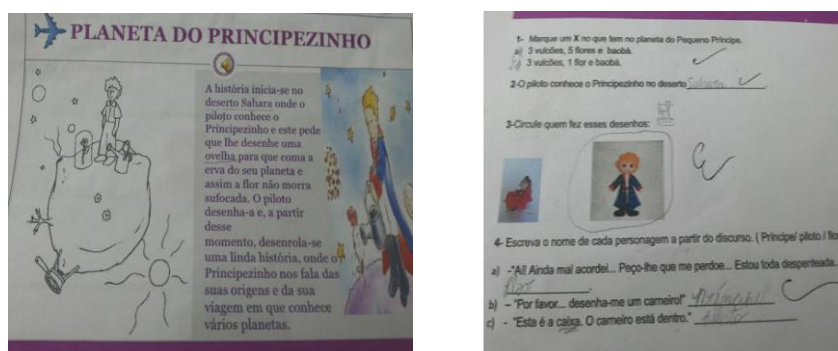 PLANETA DO PRINCIPEZINHO
A história inicia-se no
deserto Sahara onde o
piloto conhece o
Principezinho e este pede
que lhe desenhe uma
ovelha para que coma a
erva do seu planeta e
assim a flor não morra
sufocada. O piloto
desenha-a e, a partir
desse
momento, desenrola-se
uma linda história, onde o
Principezinho nos fala das
suas origens e da sua
viagem em que conhece
vários planetas.
1- Marque um X no que tem no planeta do Pequeno Príncipe.
a) 3 vulcões, 5 flores e baobá.
3 vulcões, 1 flor e baobá.
2-O piloto conhece o Principezinho no deserto Sahara
3-Circule quem fez esses desenhos:
4- Escreva o nome de cada personagem a partir do discurso. ( Príncipe/ piloto / flor
a) -"Ai! Ainda mal acordei... Peço-lhe que me perdoe... Estou toda despenteada...
flor
b) - "Por favor... desenha-me um carneiro!" Príncipe
c) - "Esta é a caixa. O carneiro está dentro." piloto